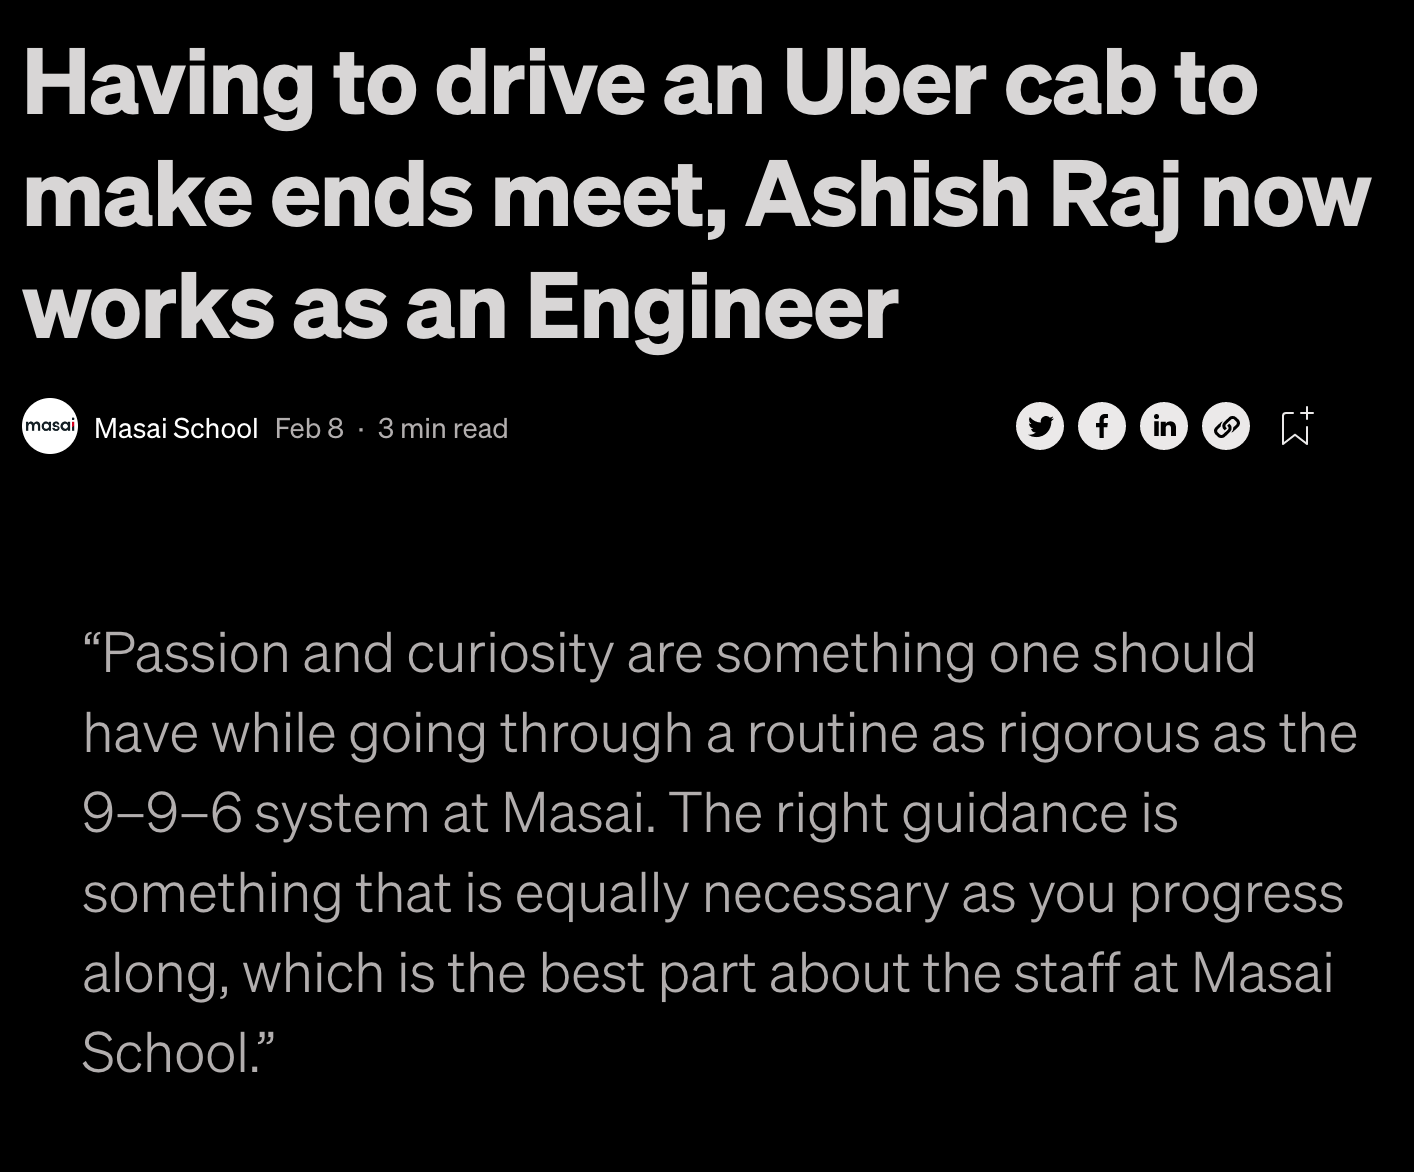 Having to drive an Uber cab to
make ends meet, Ashish Raj now
works as an Engineer
masai Masai School Feb 8 · 3 min read
“Passion and curiosity are something one should
have while going through a routine as rigorous as the
9–9–6 system at Masai. The right guidance is
something that is equally necessary as you progress
along, which is the best part about the staff at Masai
School.”